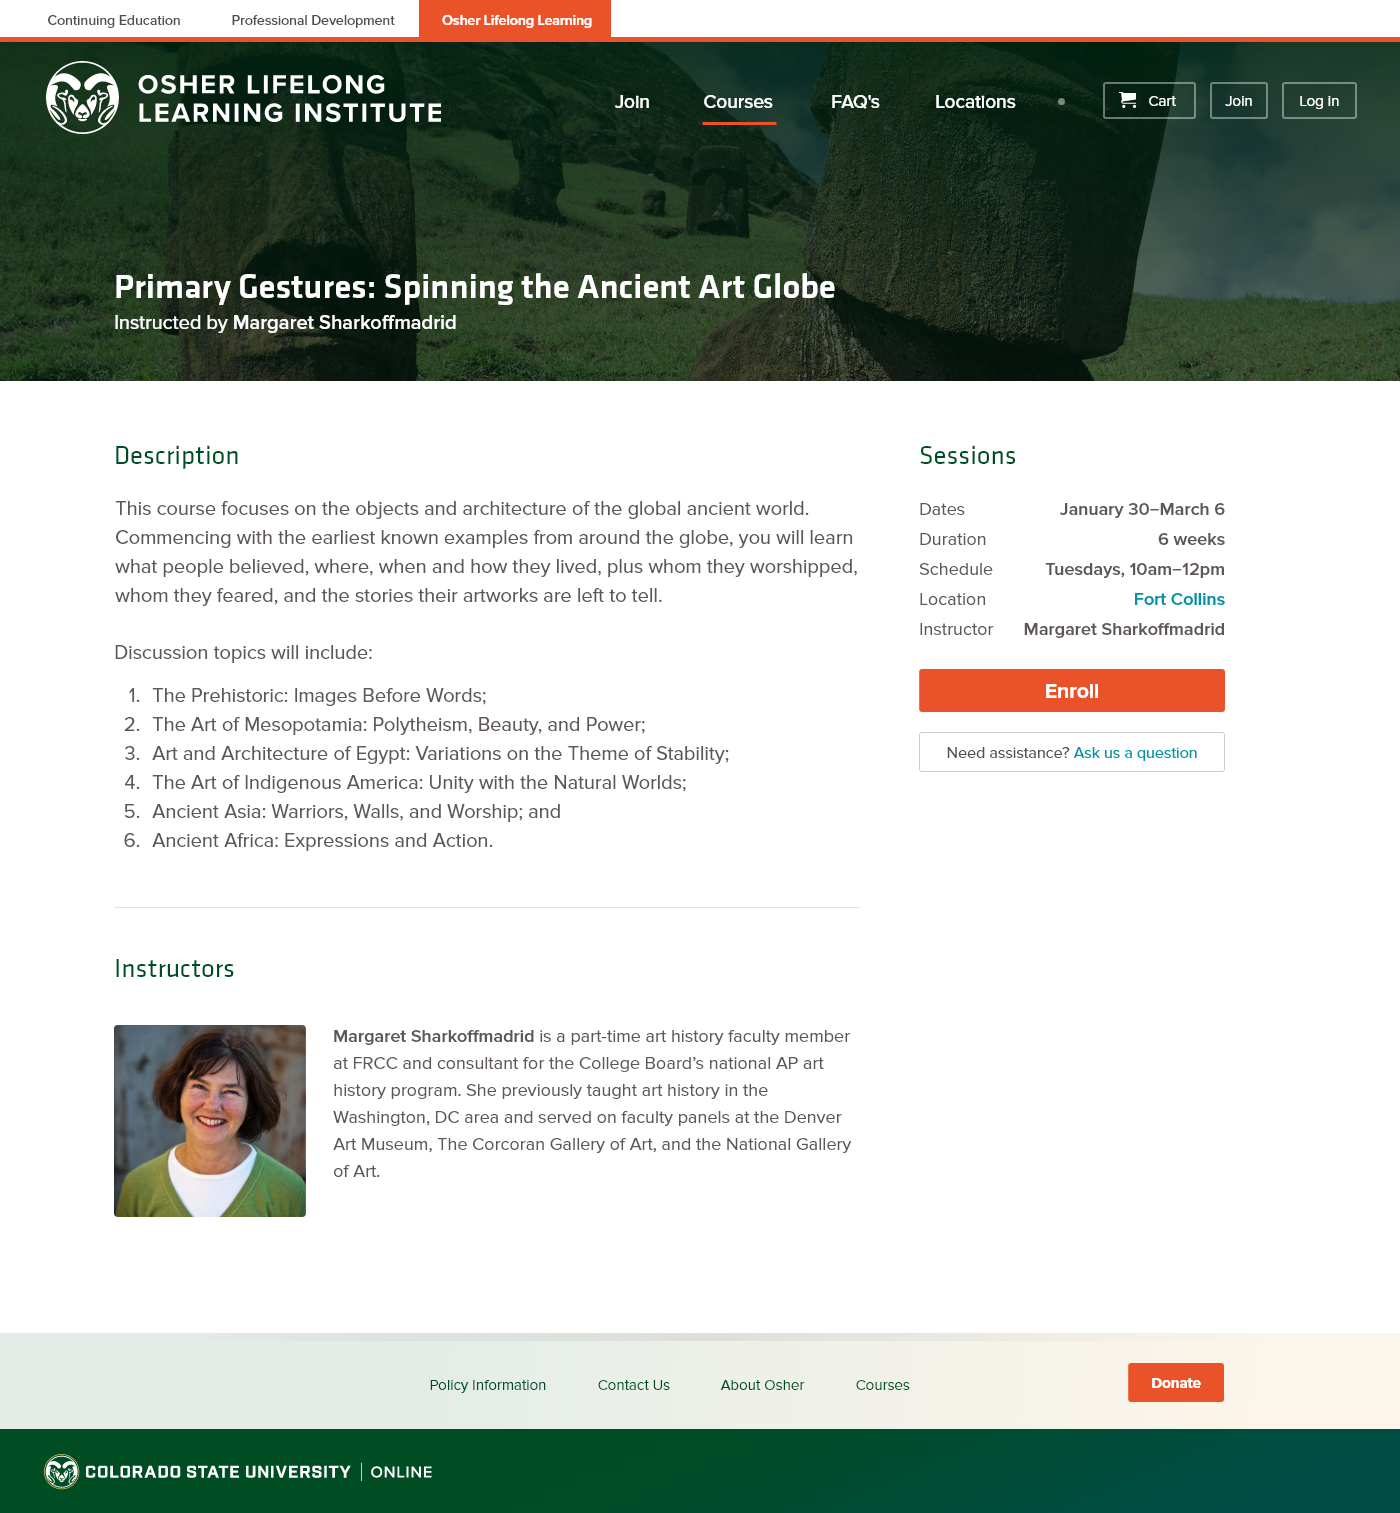 Continuing Education
Professional Development
Osher Lifelong Learning
OSHER LIFELONG
LEARNING INSTITUTE
Join
Courses
FAQ's
Locations
Cart
Join
Log in
Primary Gestures: Spinning the Ancient Art Globe
Instructed by Margaret Sharkoffmadrid
Description
This course focuses on the objects and architecture of the global ancient world.
Commencing with the earliest known examples from around the globe, you will learn
what people believed, where, when and how they lived, plus whom they worshipped,
whom they feared, and the stories their artworks are left to tell.
Discussion topics will include:
1. The Prehistoric: Images Before Words;
2. The Art of Mesopotamia: Polytheism, Beauty, and Power;
3. Art and Architecture of Egypt: Variations on the Theme of Stability;
4. The Art of Indigenous America: Unity with the Natural Worlds;
5. Ancient Asia: Warriors, Walls, and Worship; and
6. Ancient Africa: Expressions and Action.
Sessions
Dates January 30–March 6
Duration 6 weeks
Schedule Tuesdays, 10am–12pm
Location Fort Collins
Instructor Margaret Sharkoffmadrid
Enroll
Need assistance? Ask us a question
Instructors
Margaret Sharkoffmadrid is a part-time art history faculty member
at FRCC and consultant for the College Board’s national AP art
history program. She previously taught art history in the
Washington, DC area and served on faculty panels at the Denver
Art Museum, The Corcoran Gallery of Art, and the National Gallery
of Art.
Policy Information
Contact Us
About Osher
Courses
Donate
COLORADO STATE UNIVERSITY | ONLINE